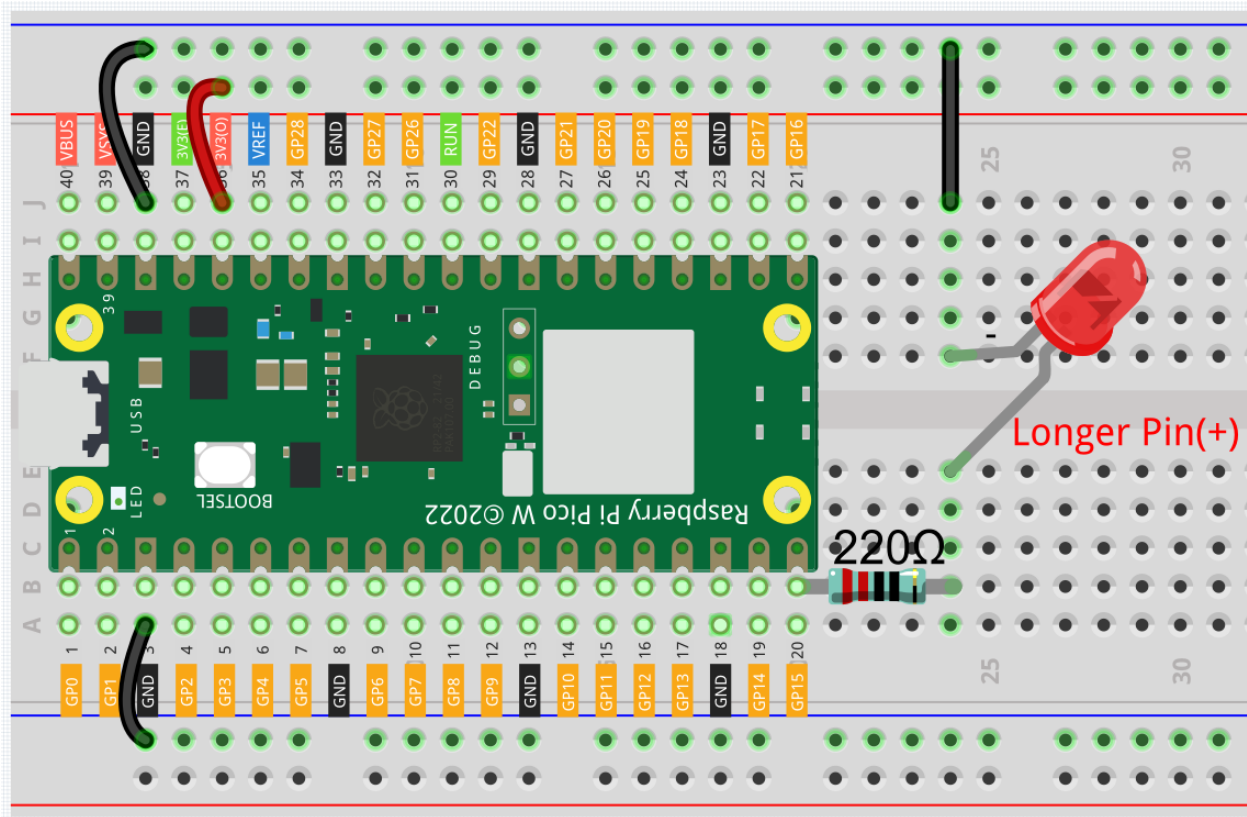 VBUS VSYS GND 3V3(E) 3V3(O) VREF GP28 GND GP27 GP26 RUN GP22 GND GP21 GP20 GP19 GP18 GND GP17 GP16
40 39 38 37 36 35 34 33 32 31 30 29 28 27 26 25 24 23 22 21
25 30
J
I
H
G
F
39
DEBUG
-
USB
Longer Pin(+)
E
D
C
B
A
LED
BOOTSEL
Raspberry Pi Pico W ©2022
1 2
220Ω
1 2 3 4 5 6 7 8 9 10 11 12 13 14 15 16 17 18 19 20
GP0 GP1 GND GP2 GP3 GP4 GP5 GND GP6 GP7 GP8 GP9 GND GP10 GP11 GP12 GP13 GND GP14 GP15
25 30